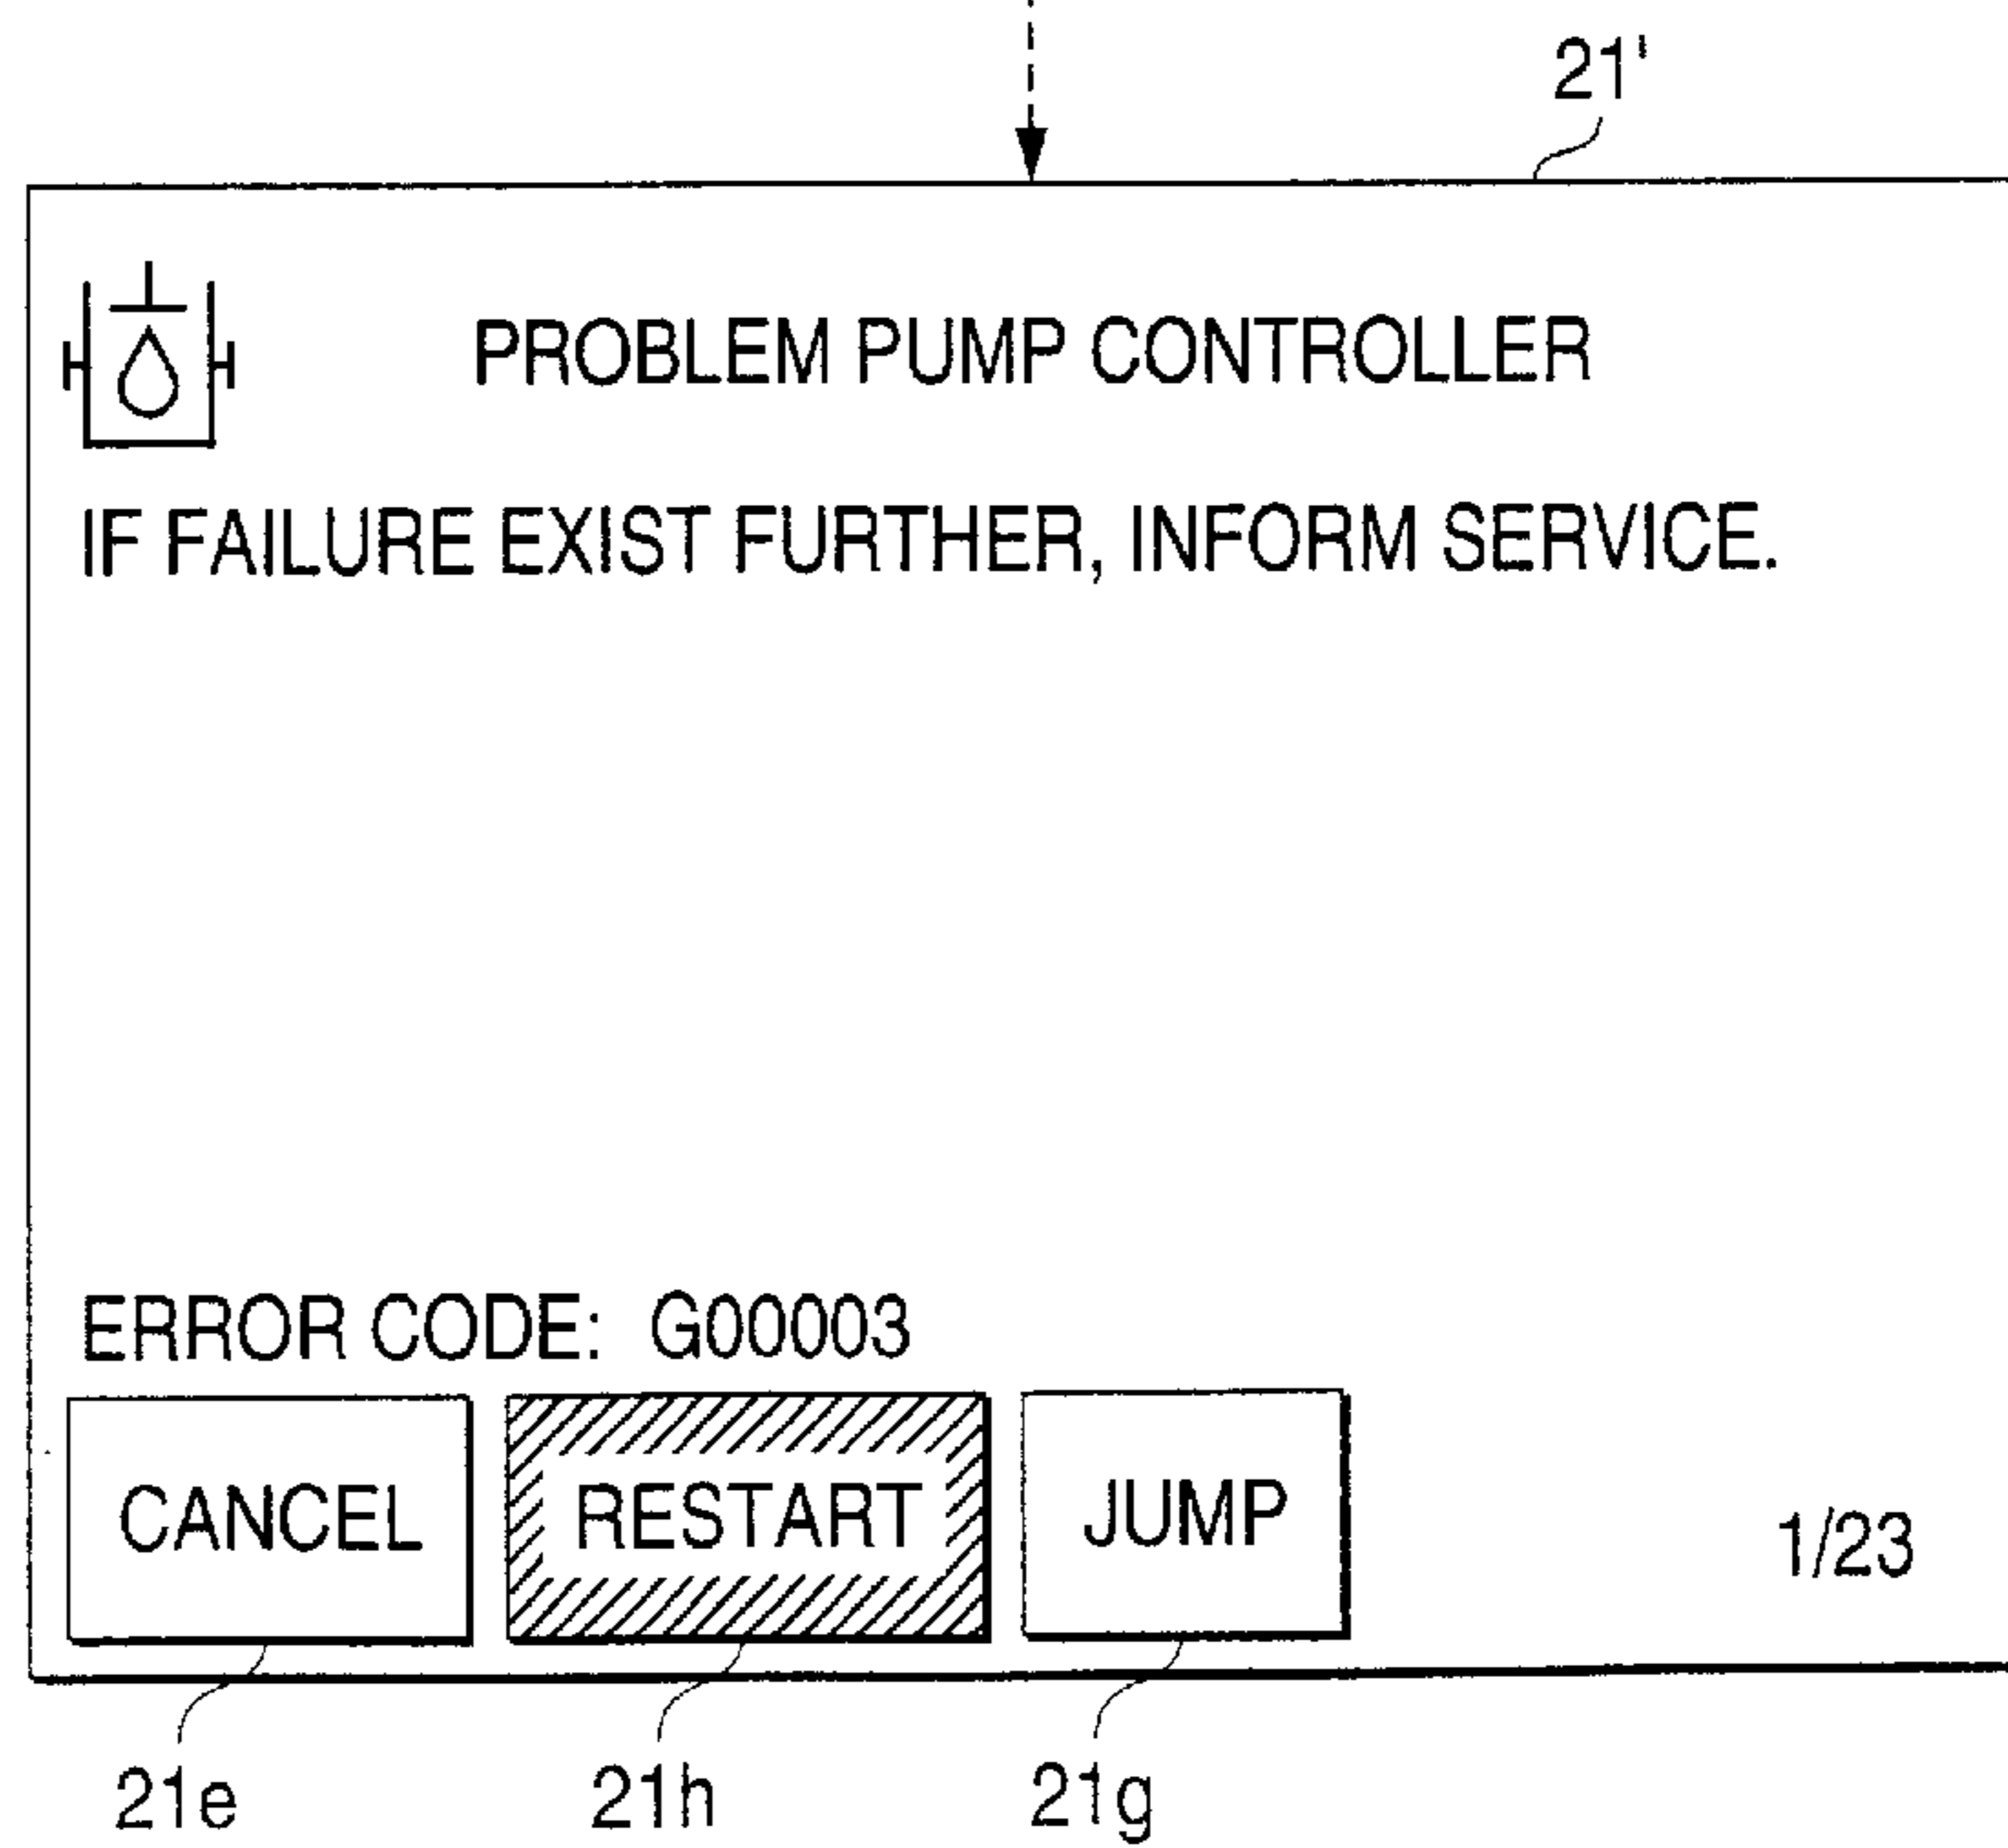 21'
PROBLEM PUMP CONTROLLER
IF FAILURE EXIST FURTHER, INFORM SERVICE.
ERROR CODE: G00003
CANCEL RESTART JUMP 1/23
21e 21h 21g